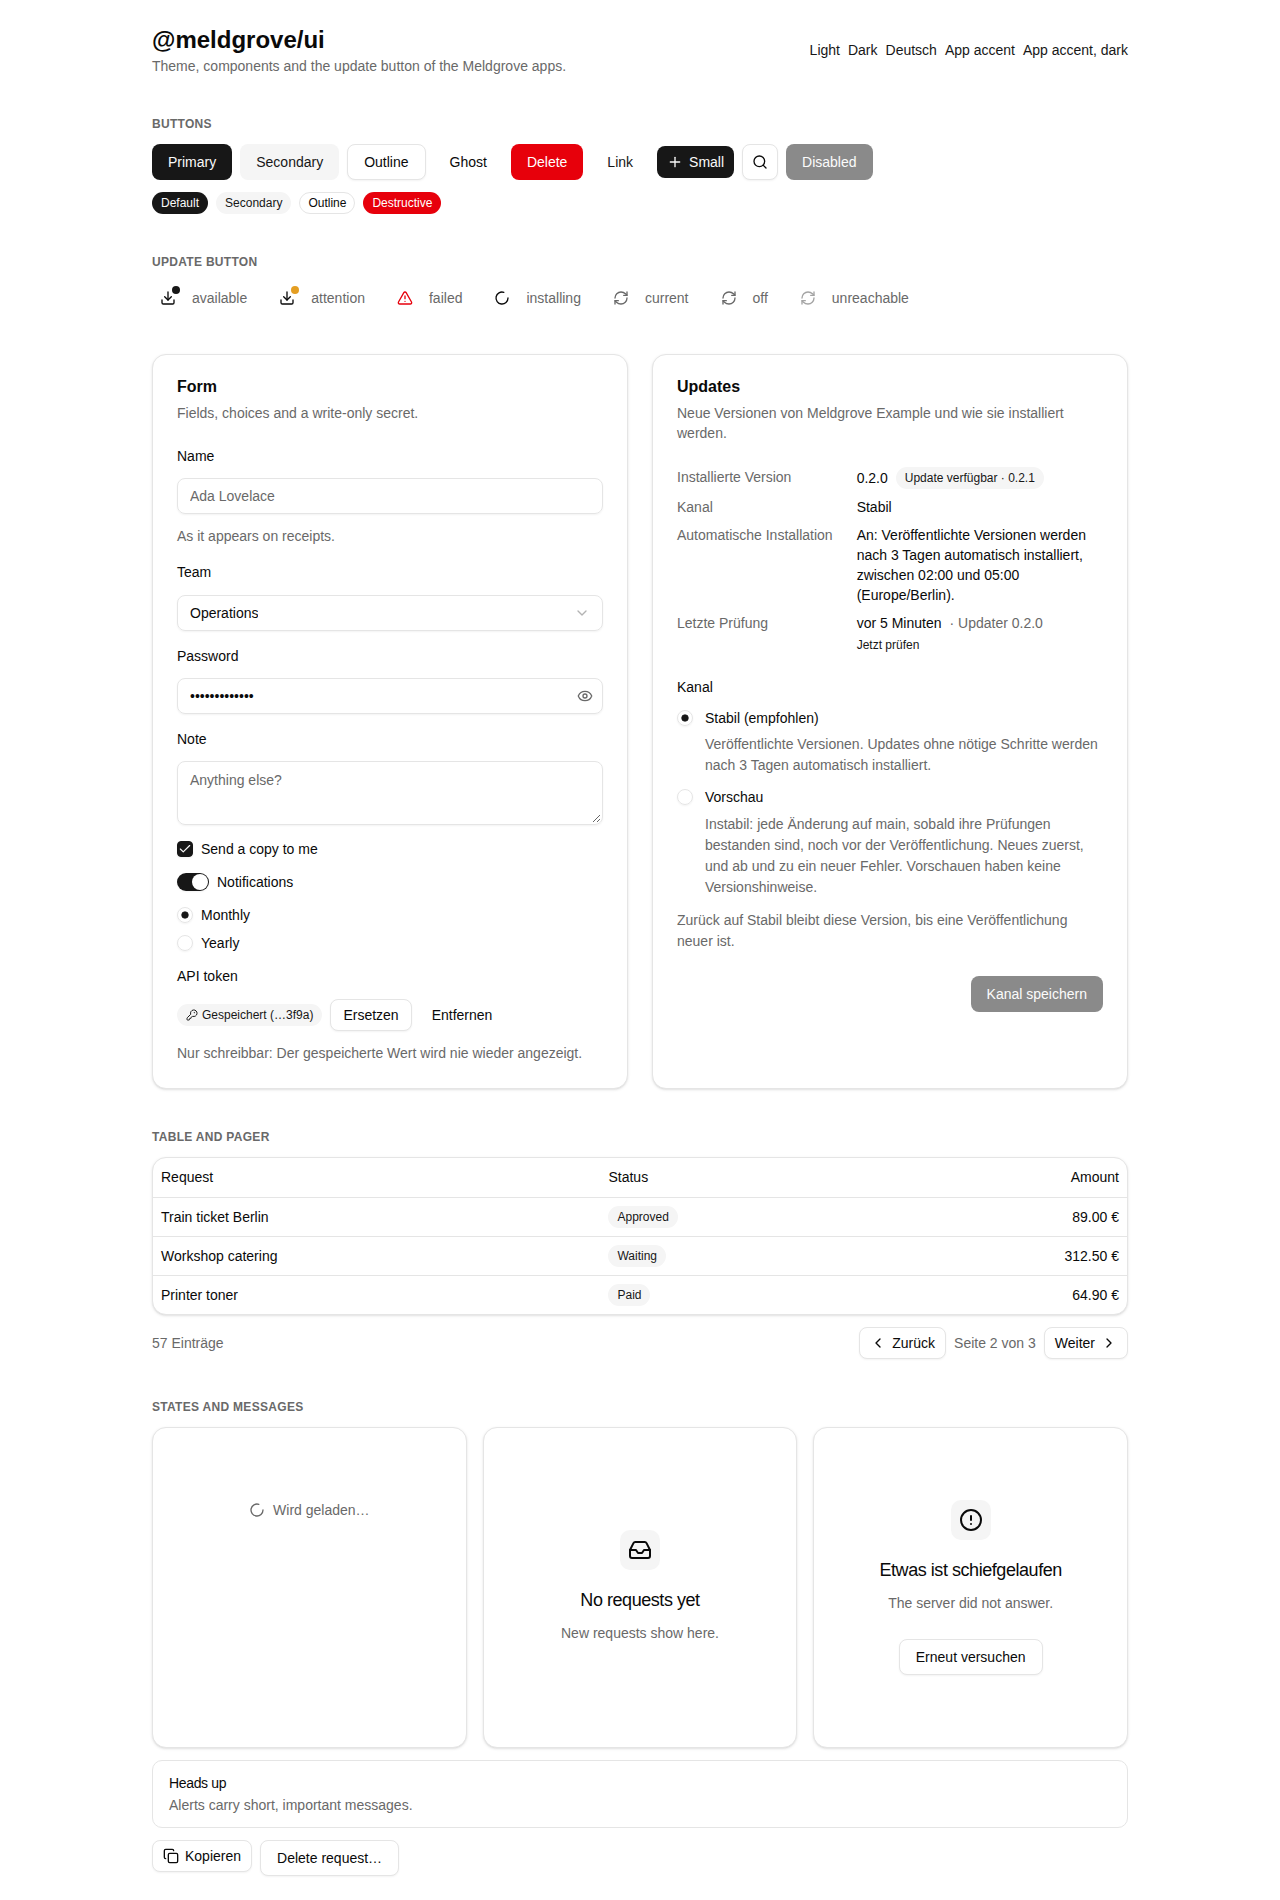 @meldgrove/ui
Theme, components and the update button of the Meldgrove apps.
Light Dark Deutsch App accent App accent, dark
BUTTONS
Primary Secondary Outline Ghost Delete Link Small Disabled
Default Secondary Outline Destructive
UPDATE BUTTON
available attention failed installing current off unreachable
Form
Fields, choices and a write-only secret.
Name
Ada Lovelace
As it appears on receipts.
Team
Operations
Password
•••••••••••••
Note
Anything else?
Send a copy to me
Notifications
Monthly
Yearly
API token
Gespeichert (…3f9a) Ersetzen Entfernen
Nur schreibbar: Der gespeicherte Wert wird nie wieder angezeigt.
Updates
Neue Versionen von Meldgrove Example und wie sie installiert
werden.
Installierte Version 0.2.0 Update verfügbar · 0.2.1
Kanal Stabil
Automatische Installation An: Veröffentlichte Versionen werden
nach 3 Tagen automatisch installiert,
zwischen 02:00 und 05:00
(Europe/Berlin).
Letzte Prüfung vor 5 Minuten · Updater 0.2.0
Jetzt prüfen
Kanal
Stabil (empfohlen)
Veröffentlichte Versionen. Updates ohne nötige Schritte werden
nach 3 Tagen automatisch installiert.
Vorschau
Instabil: jede Änderung auf main, sobald ihre Prüfungen
bestanden sind, noch vor der Veröffentlichung. Neues zuerst,
und ab und zu ein neuer Fehler. Vorschauen haben keine
Versionshinweise.
Zurück auf Stabil bleibt diese Version, bis eine Veröffentlichung
neuer ist.
Kanal speichern
TABLE AND PAGER
Request Status Amount
Train ticket Berlin Approved 89.00 €
Workshop catering Waiting 312.50 €
Printer toner Paid 64.90 €
57 Einträge Zurück Seite 2 von 3 Weiter
STATES AND MESSAGES
Wird geladen…
No requests yet
New requests show here.
Etwas ist schiefgelaufen
The server did not answer.
Erneut versuchen
Heads up
Alerts carry short, important messages.
Kopieren Delete request…